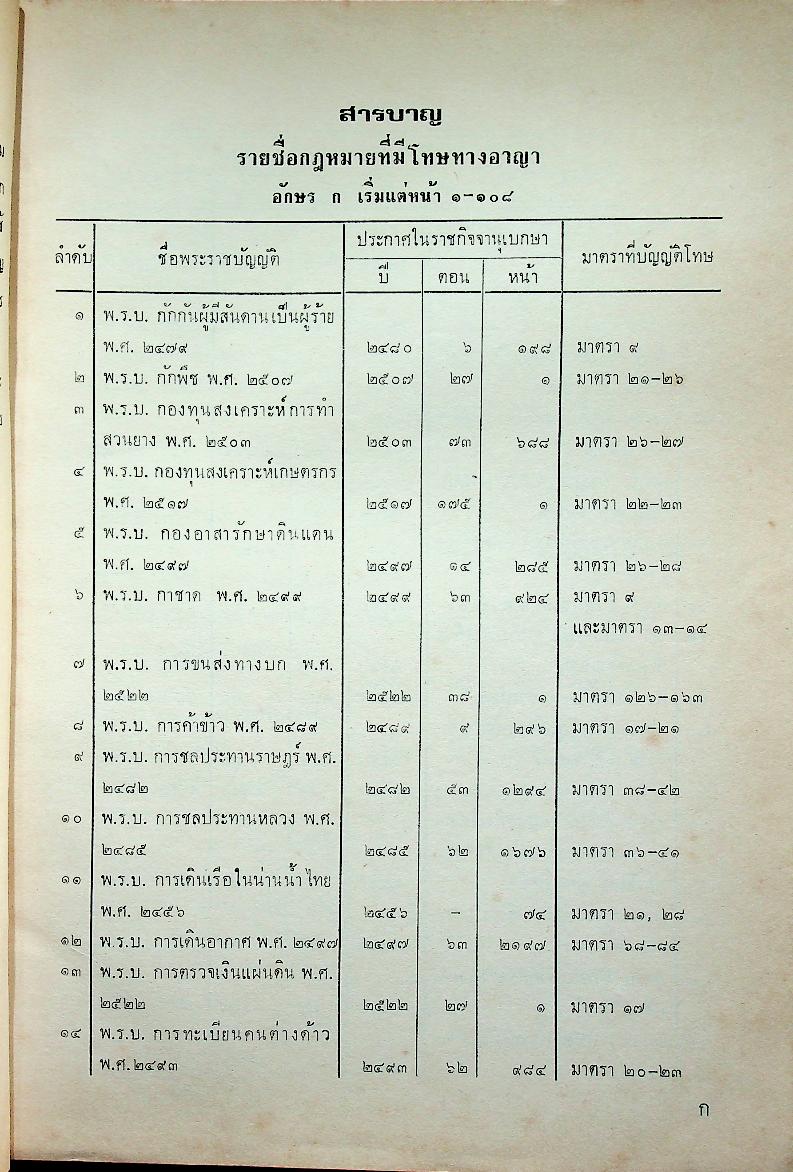 สารบาญ
รายชื่อกฎหมายที่มีโทษทางอาญา
อักษร ก เริ่มแต่หน้า ๑-๑๐๘
ลำดับ ชื่อพระราชบัญญัติ ประกาศในราชกิจจานุเบกษา มาตราที่บัญญัติโทษ
ปี ตอน หน้า
๑ พ.ร.บ. กักกันผู้มีสันดานเป็นผู้ร้าย
พ.ศ. ๒๔๗๙ ๒๔๘๐ ๖ ๑๙๘ มาตรา ๙
๒ พ.ร.บ. กักพืช พ.ศ. ๒๕๐๗ ๒๕๐๗ ๒๗ ๑ มาตรา ๒๑-๒๖
๓ พ.ร.บ. กองทุนสงเคราะห์การทำ
สวนยาง พ.ศ. ๒๕๐๓ ๒๕๐๓ ๗๓ ๖๘๘ มาตรา ๒๖-๒๗
๔ พ.ร.บ. กองทุนสงเคราะห์เกษตรกร
พ.ศ. ๒๕๑๗ ๒๕๑๗ ๑๗๕ ๑ มาตรา ๒๒-๒๓
๕ พ.ร.บ. กองอาสารักษาดินแดน
พ.ศ. ๒๔๙๗ ๒๔๙๗ ๑๔ ๒๘๕ มาตรา ๒๖-๒๘
๖ พ.ร.บ. กาชาด พ.ศ. ๒๔๙๙ ๒๔๙๙ ๖๓ ๙๒๔ มาตรา ๙
และมาตรา ๑๓-๑๔
๗ พ.ร.บ. การขนส่งทางบก พ.ศ.
๒๕๒๒ ๒๕๒๒ ๓๘ ๑ มาตรา ๑๒๖-๑๖๓
๘ พ.ร.บ. การค้าข้าว พ.ศ. ๒๔๘๙ ๒๔๘๙ ๙ ๒๙๖ มาตรา ๑๗-๒๑
๙ พ.ร.บ. การชลประทานราษฎร์ พ.ศ.
๒๔๘๒ ๒๔๘๒ ๕๓ ๑๒๙๔ มาตรา ๓๘-๔๒
๑๐ พ.ร.บ. การชลประทานหลวง พ.ศ.
๒๔๘๕ ๒๔๘๕ ๖๒ ๑๖๗๖ มาตรา ๓๖-๔๑
๑๑ พ.ร.บ. การเดินเรือในน่านน้ำไทย
พ.ศ. ๒๔๕๖ ๒๔๕๖ - ๗๔ มาตรา ๒๑, ๒๘
๑๒ พ.ร.บ. การเดินอากาศ พ.ศ. ๒๔๙๗ ๒๔๙๗ ๖๓ ๒๑๙๗ มาตรา ๖๘-๘๔
๑๓ พ.ร.บ. การตรวจเงินแผ่นดิน พ.ศ.
๒๕๒๒ ๒๕๒๒ ๒๗ ๑ มาตรา ๑๗
๑๔ พ.ร.บ. การทะเบียนคนต่างด้าว
พ.ศ. ๒๔๙๓ ๒๔๙๓ ๖๒ ๙๘๔ มาตรา ๒๐-๒๓
ก